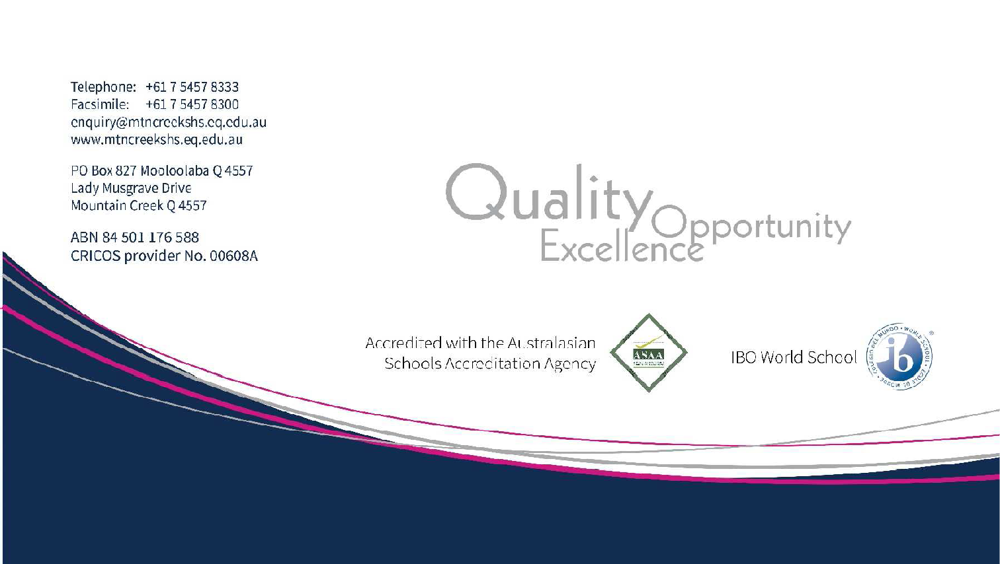 Telephone: +61 7 5457 8333
Facsimile: +61 7 5457 8300
enquiry@mtncreekshs.eq.edu.au
www.mtncreekshs.eq.edu.au
PO Box 827 Mooloolaba Q 4557
Lady Musgrave Drive
Mountain Creek Q 4557
ABN 84 501 176 588
CRICOS provider No. 00608A
Quality
Opportunity
Excellence
Accredited with the Australasian
Schools Accreditation Agency
ASAA
IBO World School
ib
COLEGIO DEL MUNDO • WORLD SCHOOL • ECOLE DU MONDE •
®